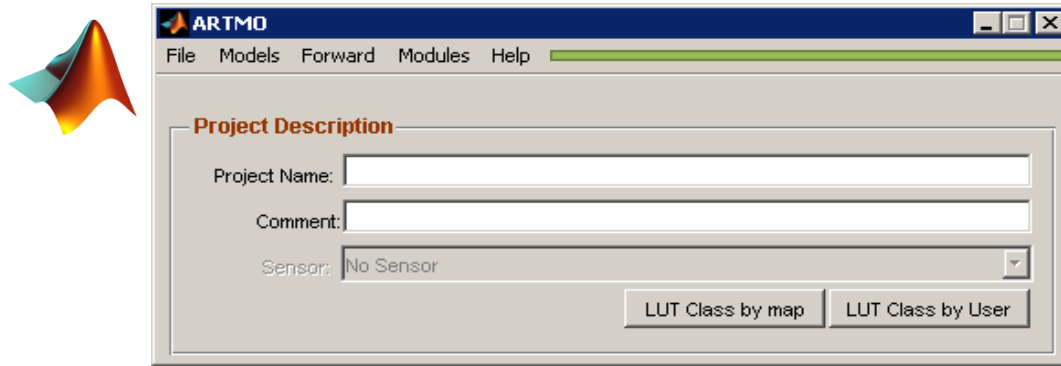 ARTMO
File Models Forward Modules Help
Project Description
Project Name:
Comment:
Sensor: No Sensor
LUT Class by map LUT Class by User